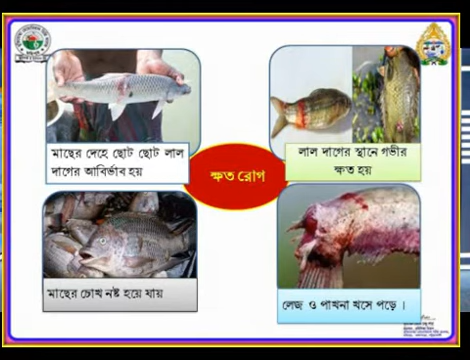 মাছের দেহে ছোট ছোট লাল
দাগের আবির্ভাব হয়
লাল দাগের স্থানে গভীর
ক্ষত হয়
ক্ষত রোগ
মাছের চোখ নষ্ট হয়ে যায়
লেজ ও পাখনা খসে পড়ে ।